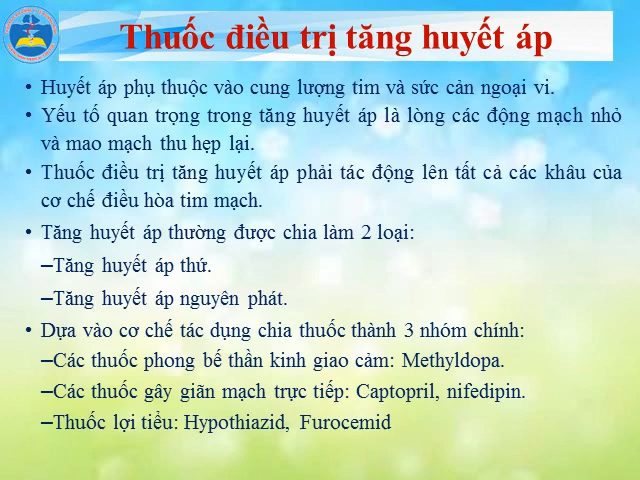 Thuốc điều trị tăng huyết áp
• Huyết áp phụ thuộc vào cung lượng tim và sức cản ngoại vi.
• Yếu tố quan trọng trong tăng huyết áp là lòng các động mạch nhỏ
và mao mạch thu hẹp lại.
• Thuốc điều trị tăng huyết áp phải tác động lên tất cả các khâu của
cơ chế điều hòa tim mạch.
• Tăng huyết áp thường được chia làm 2 loại:
–Tăng huyết áp thứ.
–Tăng huyết áp nguyên phát.
• Dựa vào cơ chế tác dụng chia thuốc thành 3 nhóm chính:
–Các thuốc phong bế thần kinh giao cảm: Methyldopa.
–Các thuốc gây giãn mạch trực tiếp: Captopril, nifedipin.
–Thuốc lợi tiểu: Hypothiazid, Furocemid